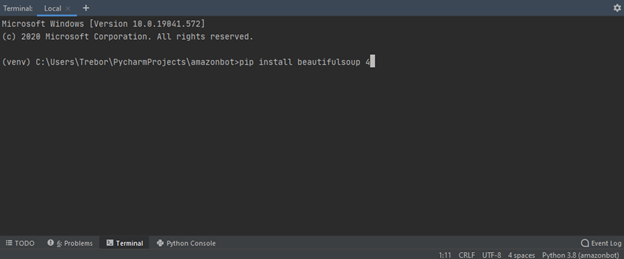 Terminal: Local × +
Microsoft Windows [Version 10.0.19041.572]
(c) 2020 Microsoft Corporation. All rights reserved.
(venv) C:\Users\Trebor\PycharmProjects\amazonbot>pip install beautifulsoup 4
TODO 6: Problems Terminal Python Console Event Log
1:11 CRLF UTF-8 4 spaces Python 3.8 (amazonbot)